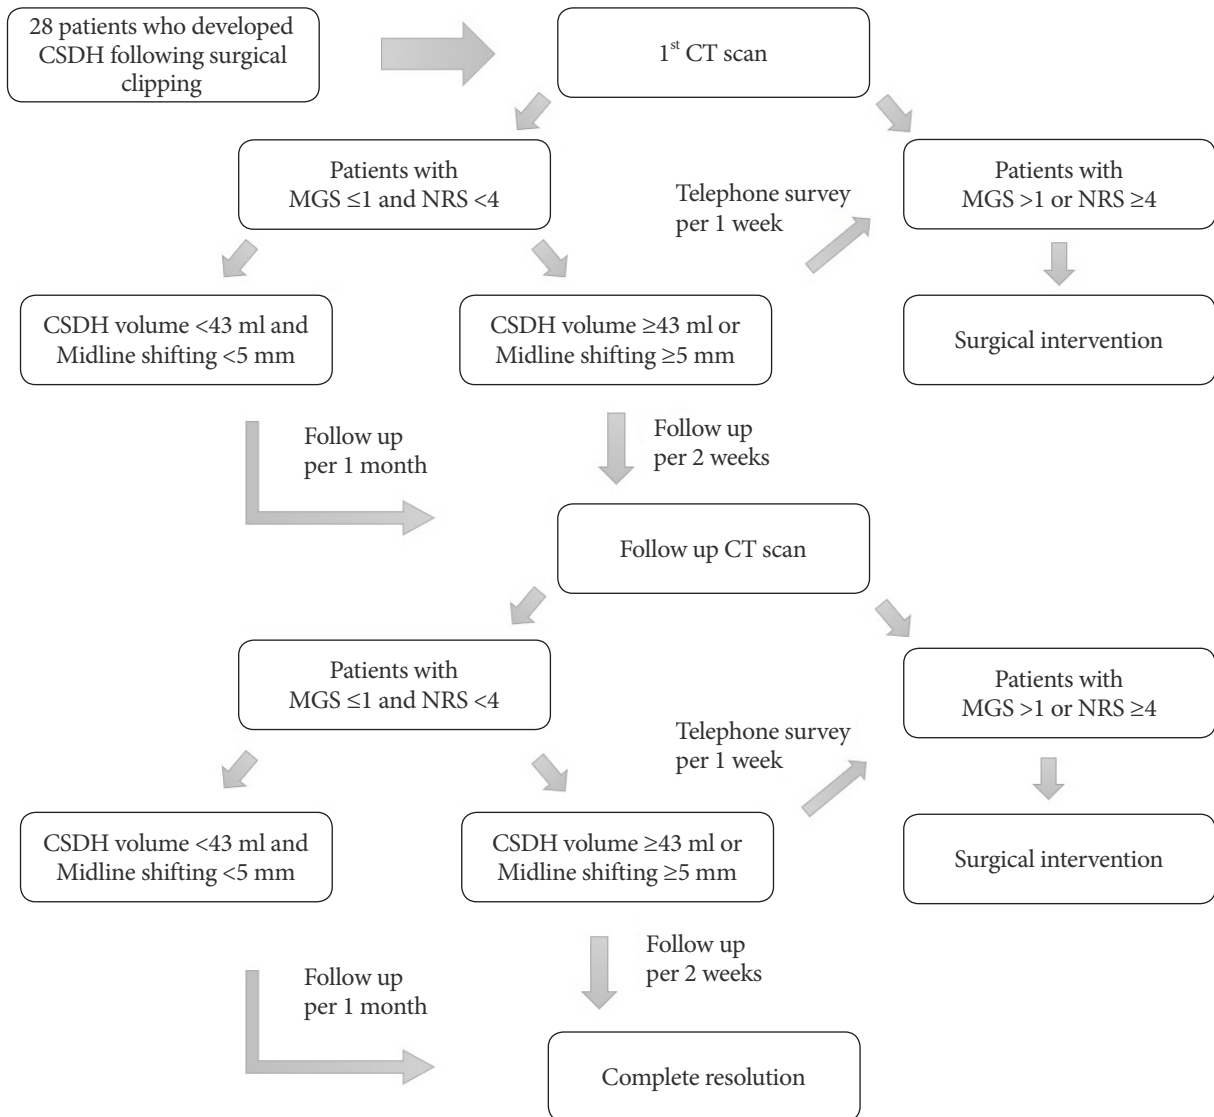 28 patients who developed
CSDH following surgical
clipping
1st CT scan
Patients with
MGS ≤1 and NRS <4
Telephone survey
per 1 week
Patients with
MGS >1 or NRS ≥4
CSDH volume <43 ml and
Midline shifting <5 mm
CSDH volume ≥43 ml or
Midline shifting ≥5 mm
Surgical intervention
Follow up
per 1 month
Follow up
per 2 weeks
Follow up CT scan
Patients with
MGS ≤1 and NRS <4
Telephone survey
per 1 week
Patients with
MGS >1 or NRS ≥4
CSDH volume <43 ml and
Midline shifting <5 mm
CSDH volume ≥43 ml or
Midline shifting ≥5 mm
Surgical intervention
Follow up
per 1 month
Follow up
per 2 weeks
Complete resolution